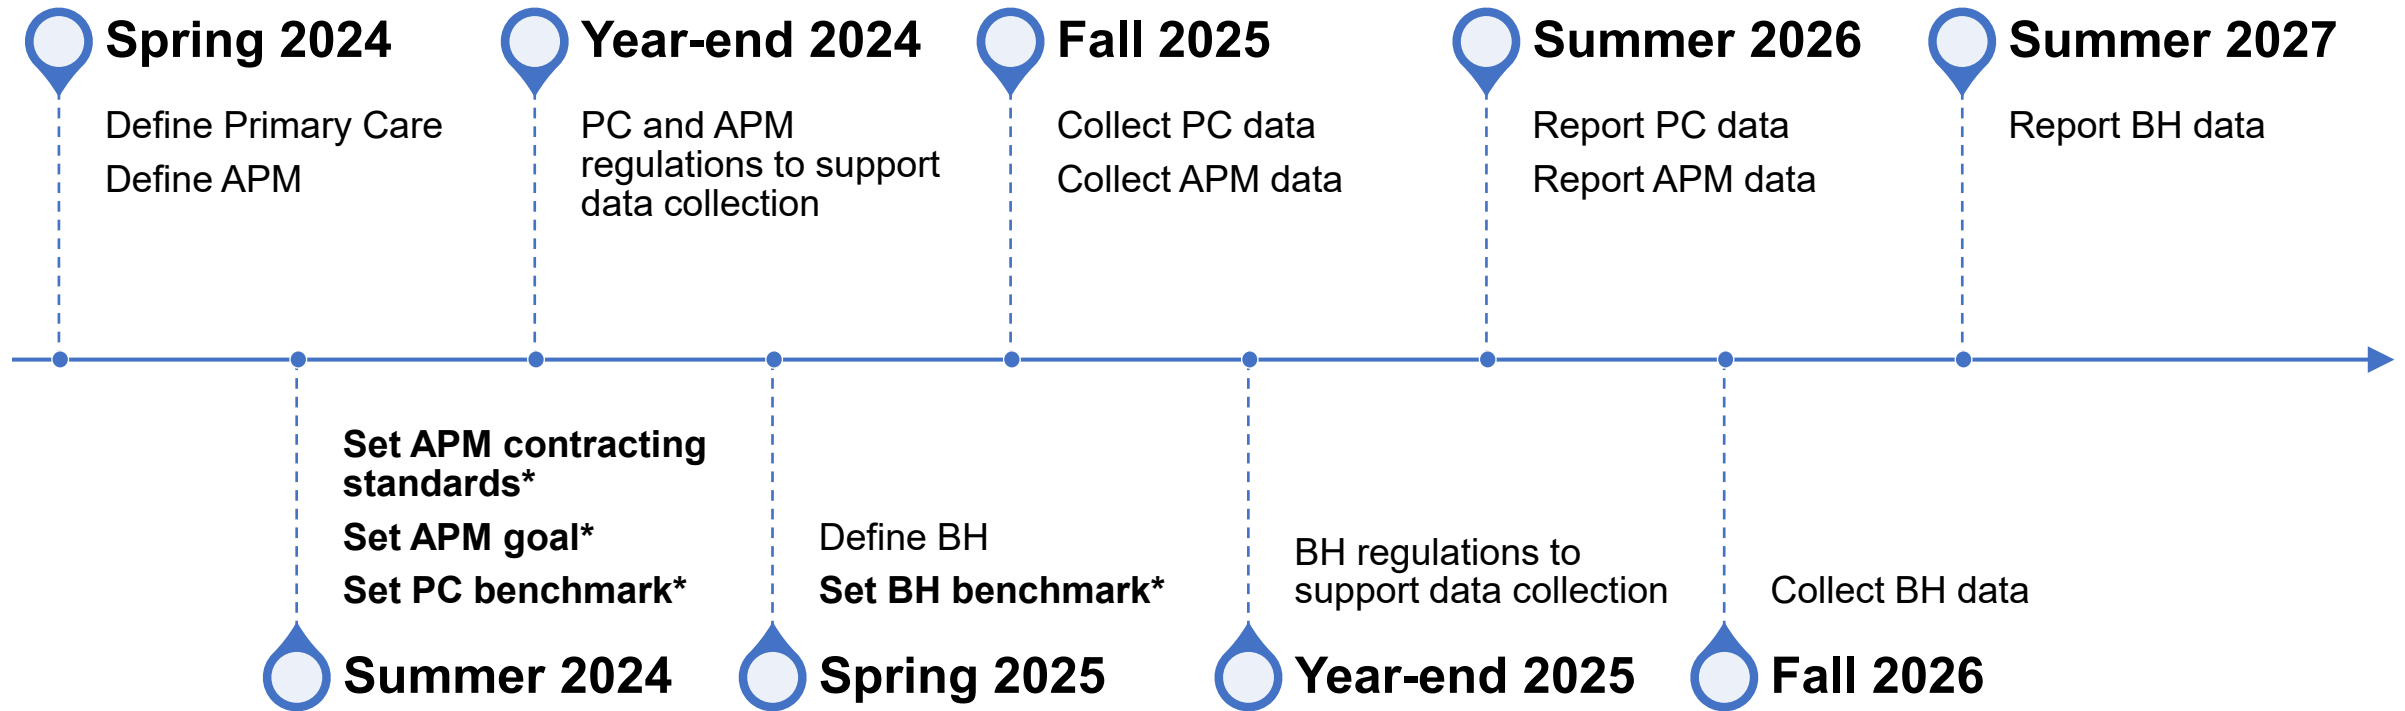 Spring 2024
Define Primary Care
Define APM
Year-end 2024
PC and APM
regulations to support
data collection
Fall 2025
Collect PC data
Collect APM data
Summer 2026
Report PC data
Report APM data
Summer 2027
Report BH data
Set APM contracting
standards*
Set APM goal*
Set PC benchmark*
Summer 2024
Define BH
Set BH benchmark*
Spring 2025
BH regulations to
support data collection
Year-end 2025
Collect BH data
Fall 2026